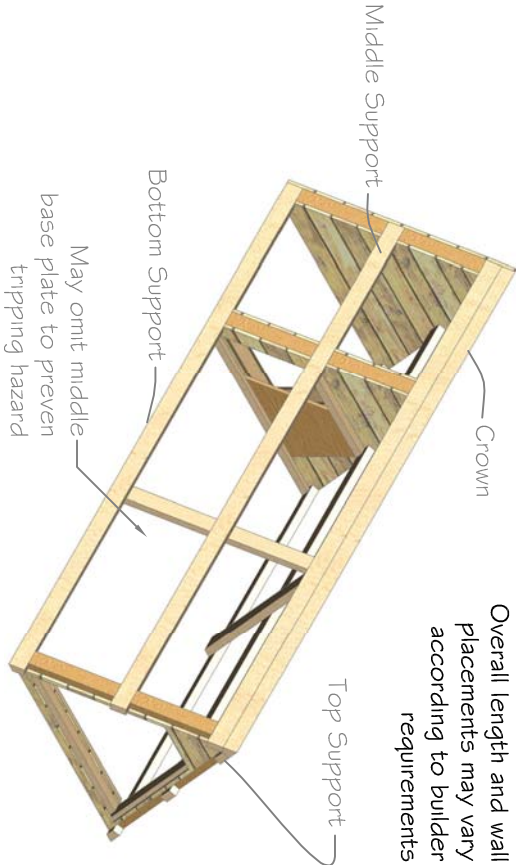 Overall length and wall
placements may vary
according to builder
requirements
Crown
Middle Support
Top Support
Bottom Support
May omit middle
base plate to preven
tripping hazard